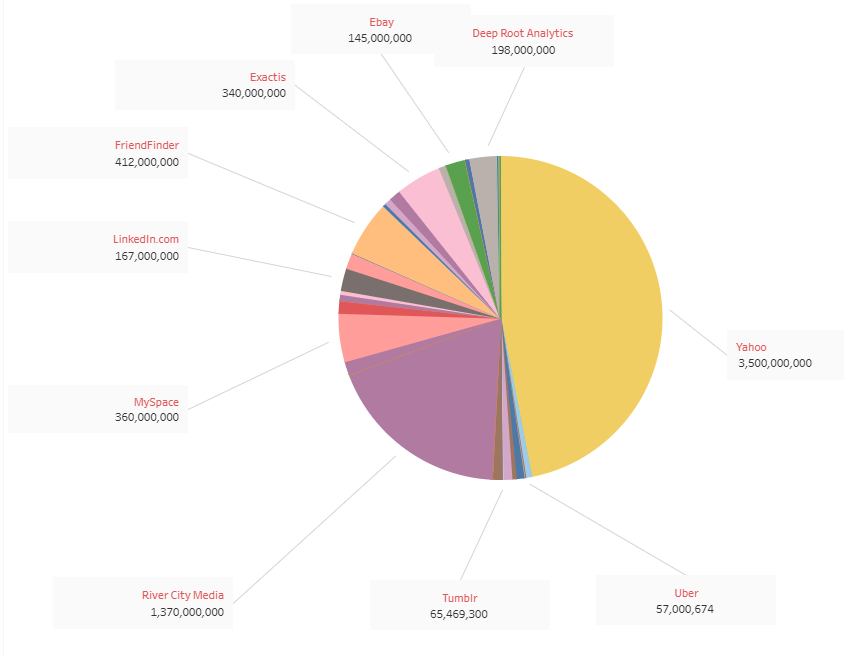 Ebay
145,000,000
Deep Root Analytics
198,000,000
Exactis
340,000,000
FriendFinder
412,000,000
LinkedIn.com
167,000,000
Yahoo
3,500,000,000
MySpace
360,000,000
River City Media
1,370,000,000
Tumblr
65,469,300
Uber
57,000,674